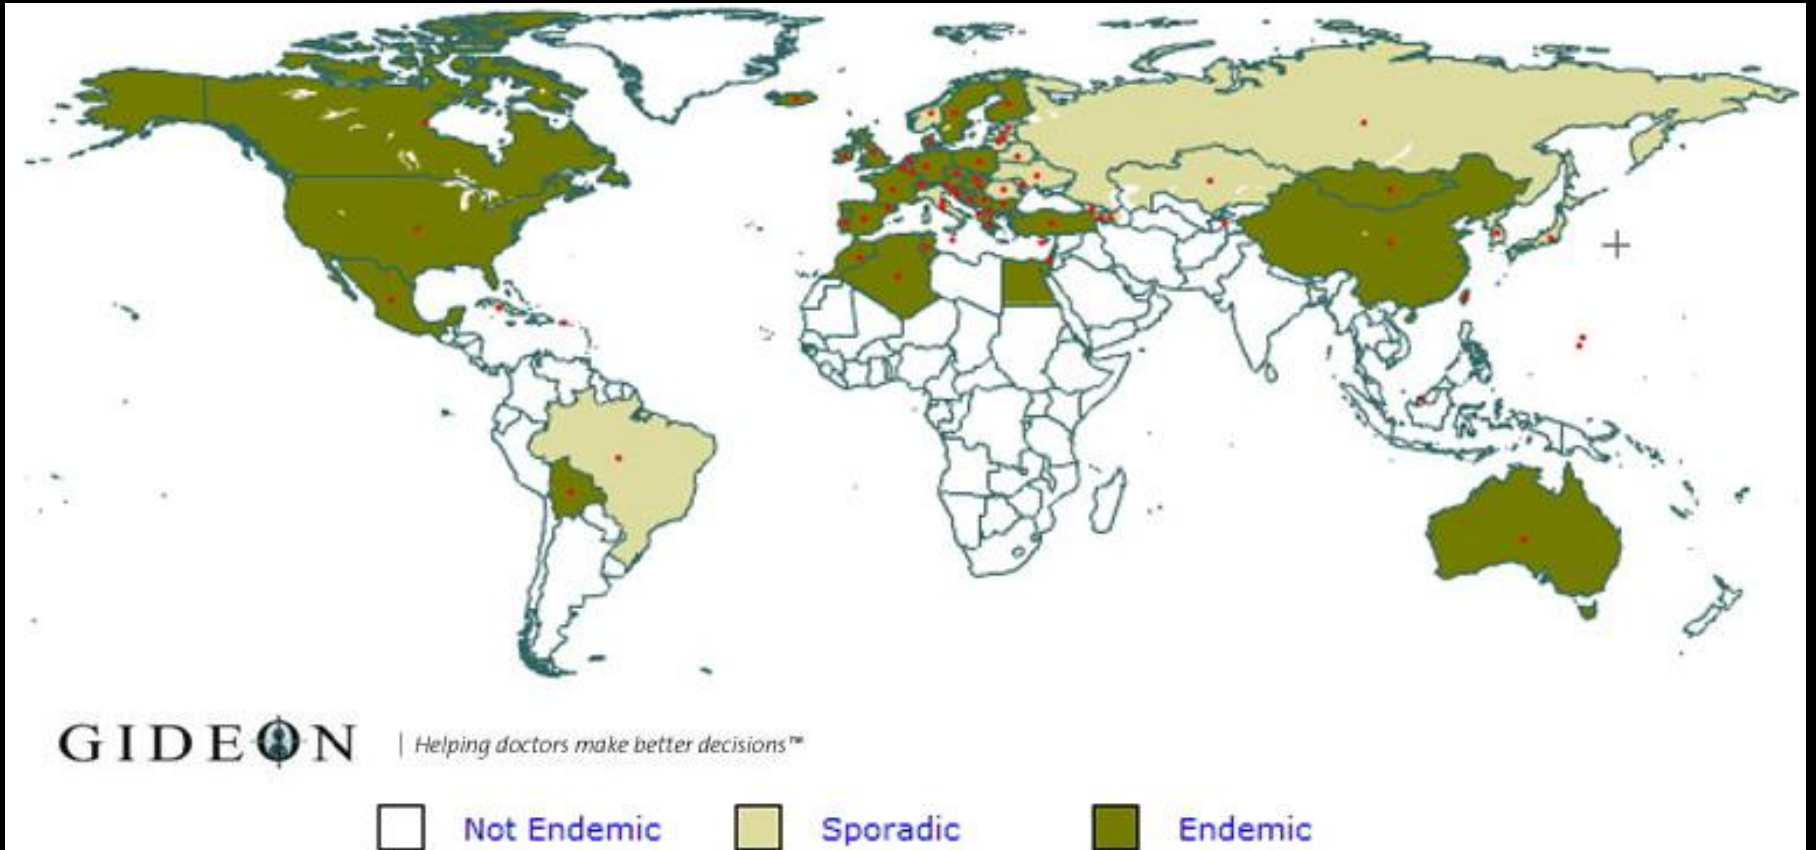 GIDEON
| Helping doctors make better decisions™
Not Endemic
Sporadic
Endemic